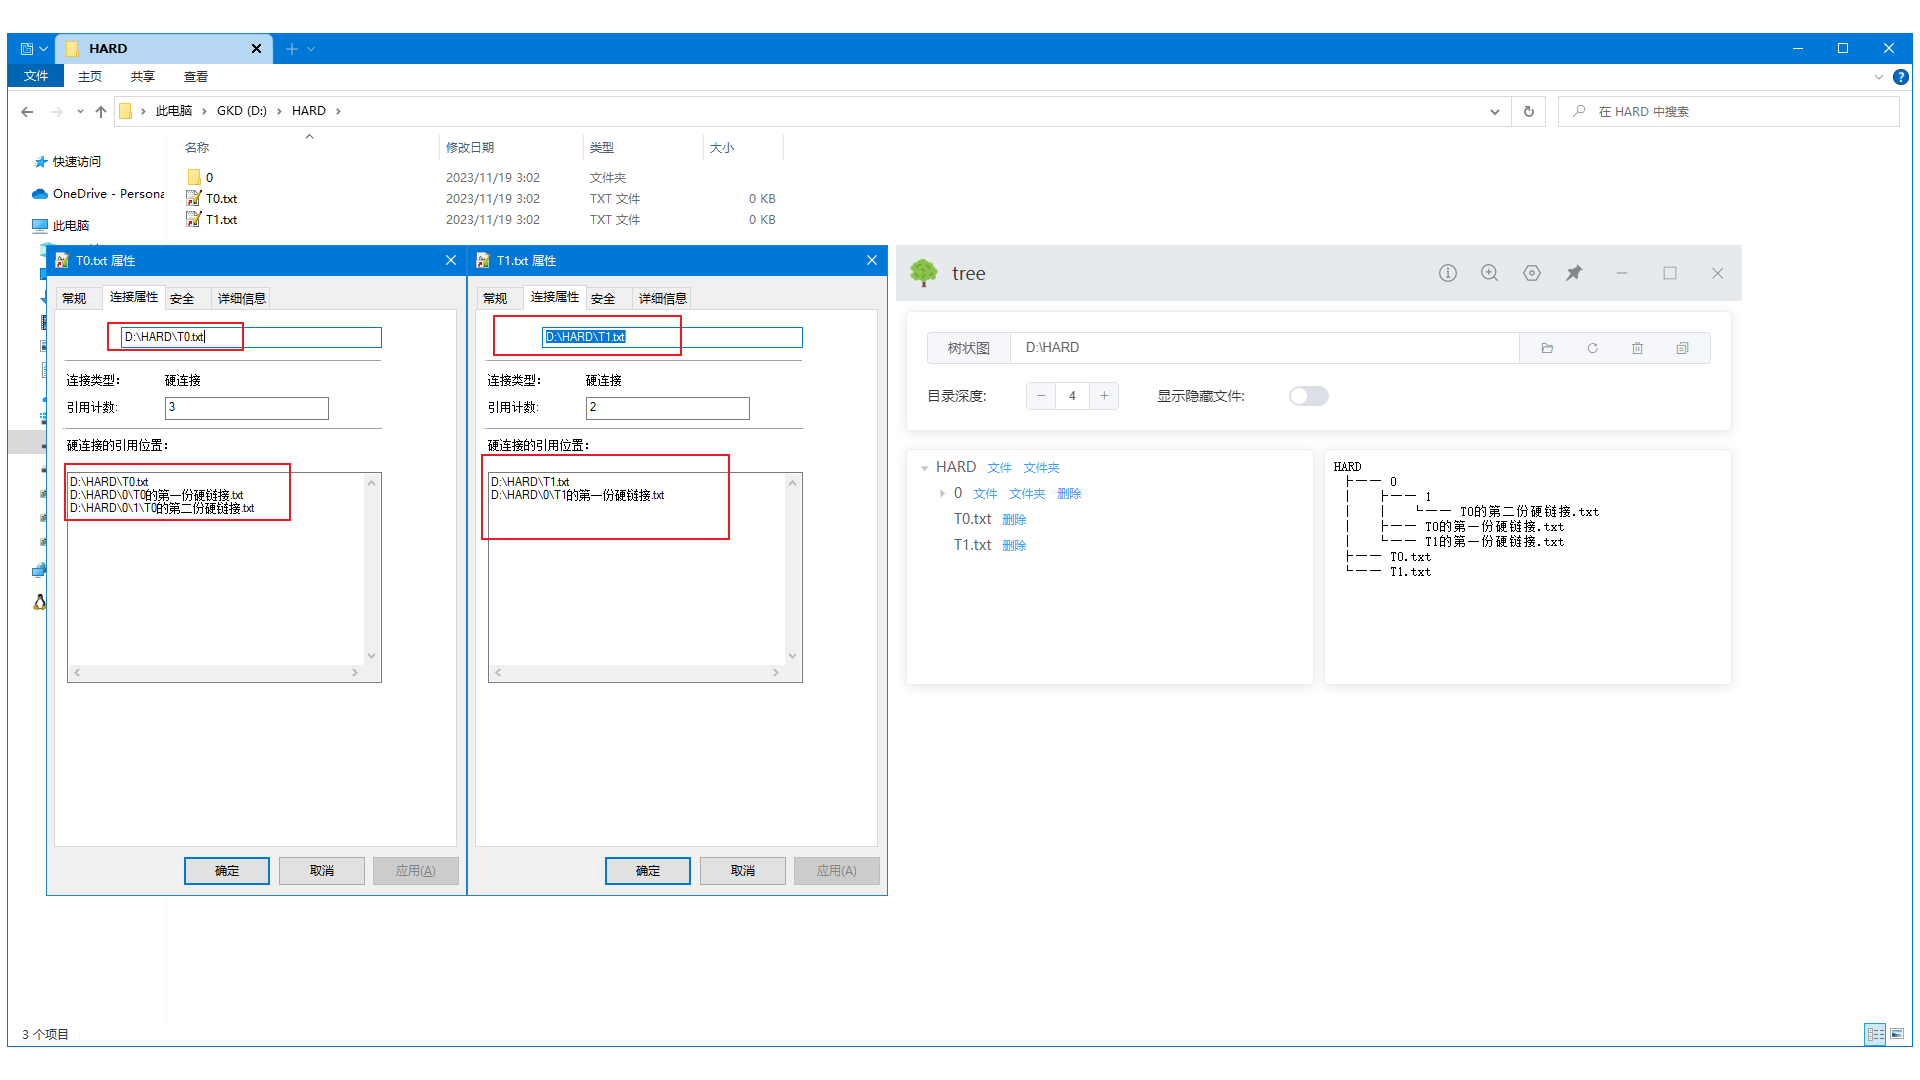 HARD
文件
主页
共享
查看
此电脑 › GKD (D:) › HARD ›
在 HARD 中搜索
名称
修改日期
类型
大小
快速访问
OneDrive - Persona
此电脑
0
2023/11/19 3:02
文件夹
T0.txt
2023/11/19 3:02
TXT 文件
0 KB
T1.txt
2023/11/19 3:02
TXT 文件
0 KB
T0.txt 属性
常规
连接属性
安全
详细信息
D:\HARD\T0.txt
连接类型:
硬连接
引用计数:
3
硬连接的引用位置:
D:\HARD\T0.txt
D:\HARD\0\T0的第一份硬链接.txt
D:\HARD\0\1\T0的第二份硬链接.txt
确定
取消
应用(A)
T1.txt 属性
常规
连接属性
安全
详细信息
D:\HARD\T1.txt
连接类型:
硬连接
引用计数:
2
硬连接的引用位置:
D:\HARD\T1.txt
D:\HARD\0\T1的第一份硬链接.txt
确定
取消
应用(A)
tree
树状图
D:\HARD
目录深度:
4
显示隐藏文件:
HARD 文件 文件夹
0 文件 文件夹 删除
T0.txt 删除
T1.txt 删除
HARD
├── 0
│ ├── 1
│ │ └── T0的第二份硬链接.txt
│ ├── T0的第一份硬链接.txt
│ └── T1的第一份硬链接.txt
├── T0.txt
└── T1.txt
3 个项目